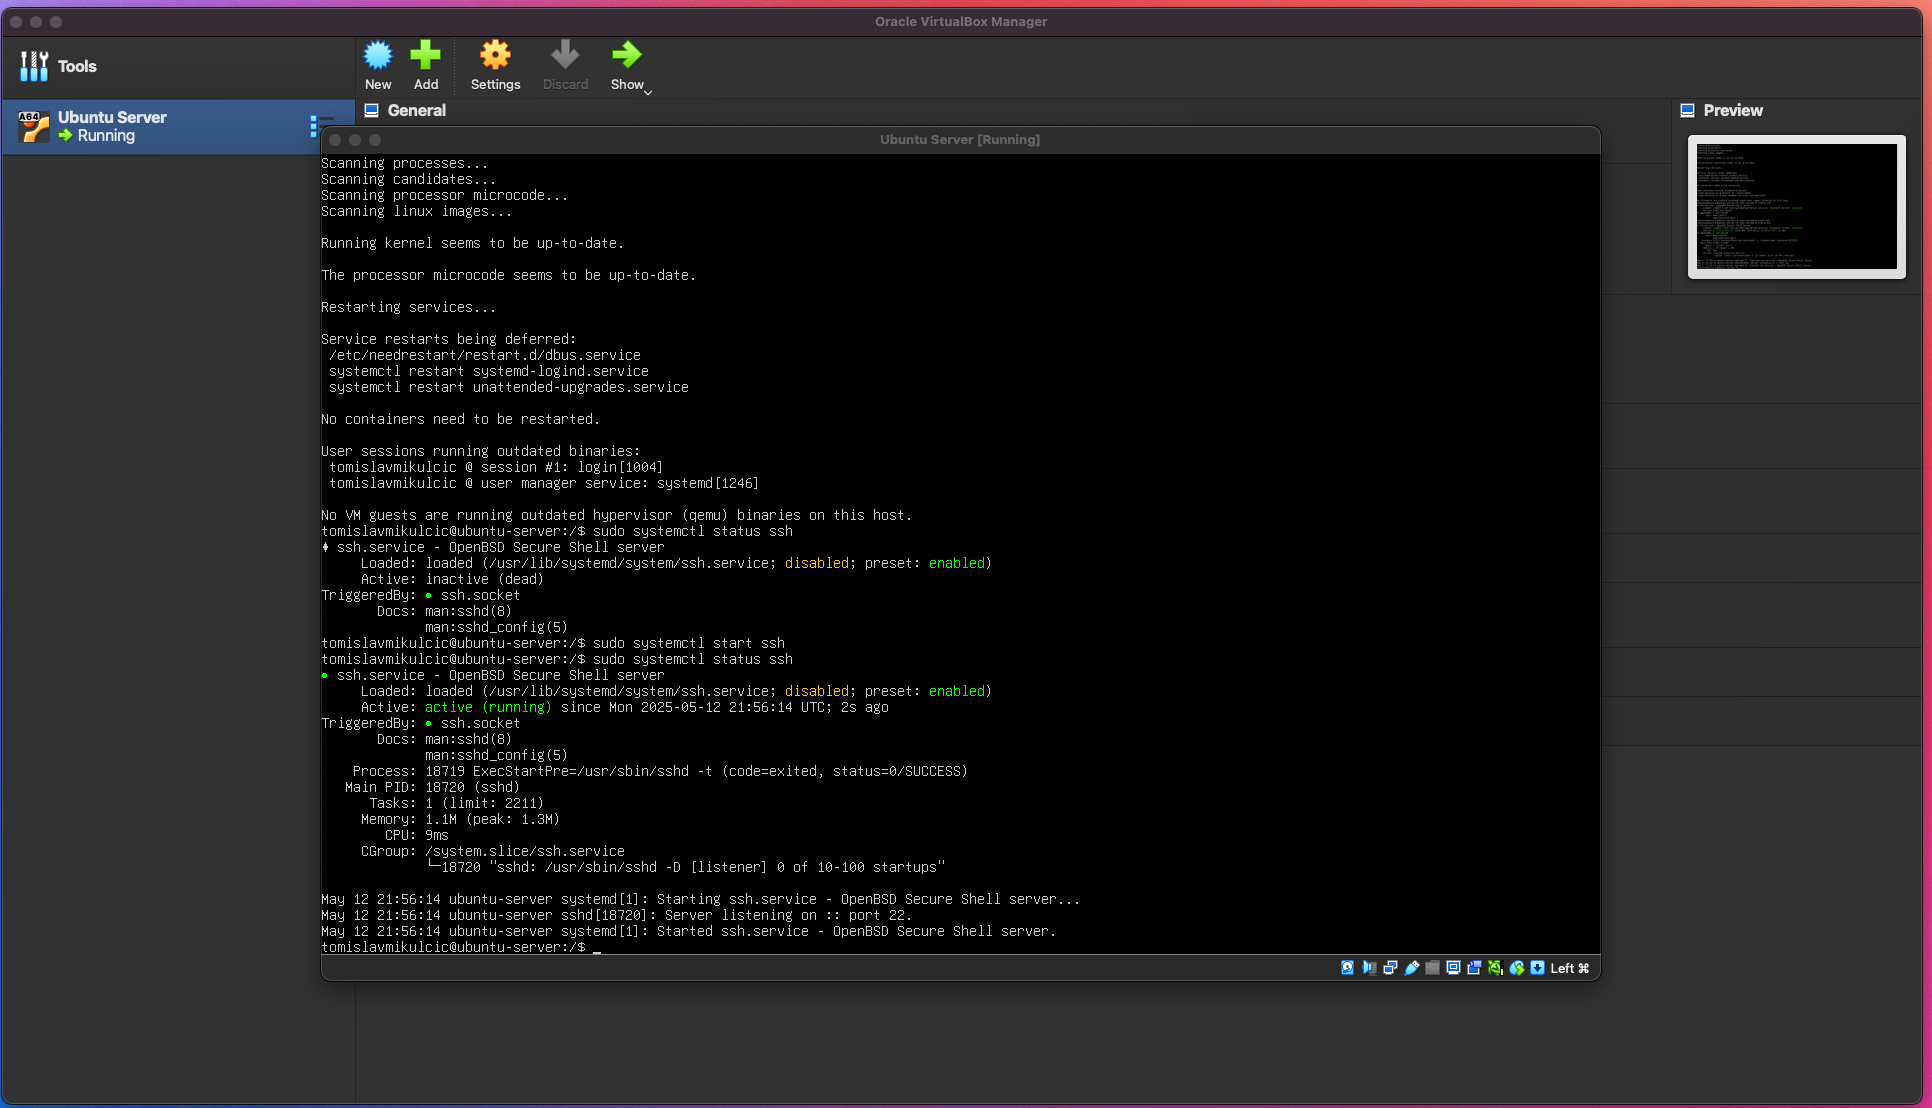 Oracle VirtualBox Manager
Tools
New
Add
Settings
Discard
Show
A64
Ubuntu Server
Running
General
Preview
Ubuntu Server [Running]
Scanning processes...
Scanning candidates...
Scanning processor microcode...
Scanning linux images...
Running kernel seems to be up-to-date.
The processor microcode seems to be up-to-date.
Restarting services...
Service restarts being deferred:
/etc/needrestart/restart.d/dbus.service
systemctl restart systemd-logind.service
systemctl restart unattended-upgrades.service
No containers need to be restarted.
User sessions running outdated binaries:
tomislavmikulcic @ session #1: login[1004]
tomislavmikulcic @ user manager service: systemd[1246]
No VM guests are running outdated hypervisor (qemu) binaries on this host.
tomislavmikulcic@ubuntu-server:/$ sudo systemctl status ssh
♦ ssh.service - OpenBSD Secure Shell server
Loaded: loaded (/usr/lib/systemd/system/ssh.service; disabled; preset: enabled)
Active: inactive (dead)
TriggeredBy: • ssh.socket
Docs: man:sshd(8)
man:sshd_config(5)
tomislavmikulcic@ubuntu-server:/$ sudo systemctl start ssh
tomislavmikulcic@ubuntu-server:/$ sudo systemctl status ssh
• ssh.service - OpenBSD Secure Shell server
Loaded: loaded (/usr/lib/systemd/system/ssh.service; disabled; preset: enabled)
Active: active (running) since Mon 2025-05-12 21:56:14 UTC; 2s ago
TriggeredBy: • ssh.socket
Docs: man:sshd(8)
man:sshd_config(5)
Process: 18719 ExecStartPre=/usr/sbin/sshd -t (code=exited, status=0/SUCCESS)
Main PID: 18720 (sshd)
Tasks: 1 (limit: 2211)
Memory: 1.1M (peak: 1.3M)
CPU: 9ms
CGroup: /system.slice/ssh.service
└─18720 "sshd: /usr/sbin/sshd -D [listener] 0 of 10-100 startups"
May 12 21:56:14 ubuntu-server systemd[1]: Starting ssh.service - OpenBSD Secure Shell server...
May 12 21:56:14 ubuntu-server sshd[18720]: Server listening on :: port 22.
May 12 21:56:14 ubuntu-server systemd[1]: Started ssh.service - OpenBSD Secure Shell server.
tomislavmikulcic@ubuntu-server:/$ _
Left ⌘